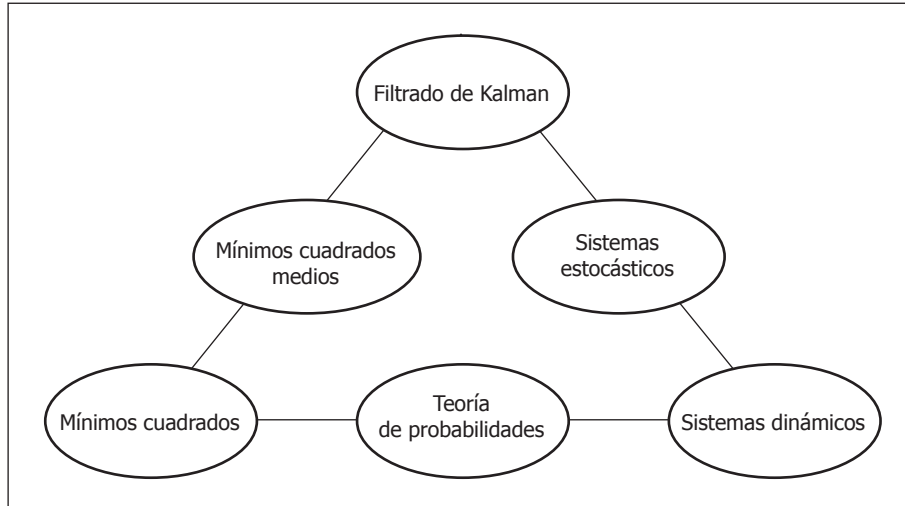 Filtrado de Kalman
Mínimos cuadrados
medios
Sistemas
estocásticos
Mínimos cuadrados
Teoría
de probabilidades
Sistemas dinámicos